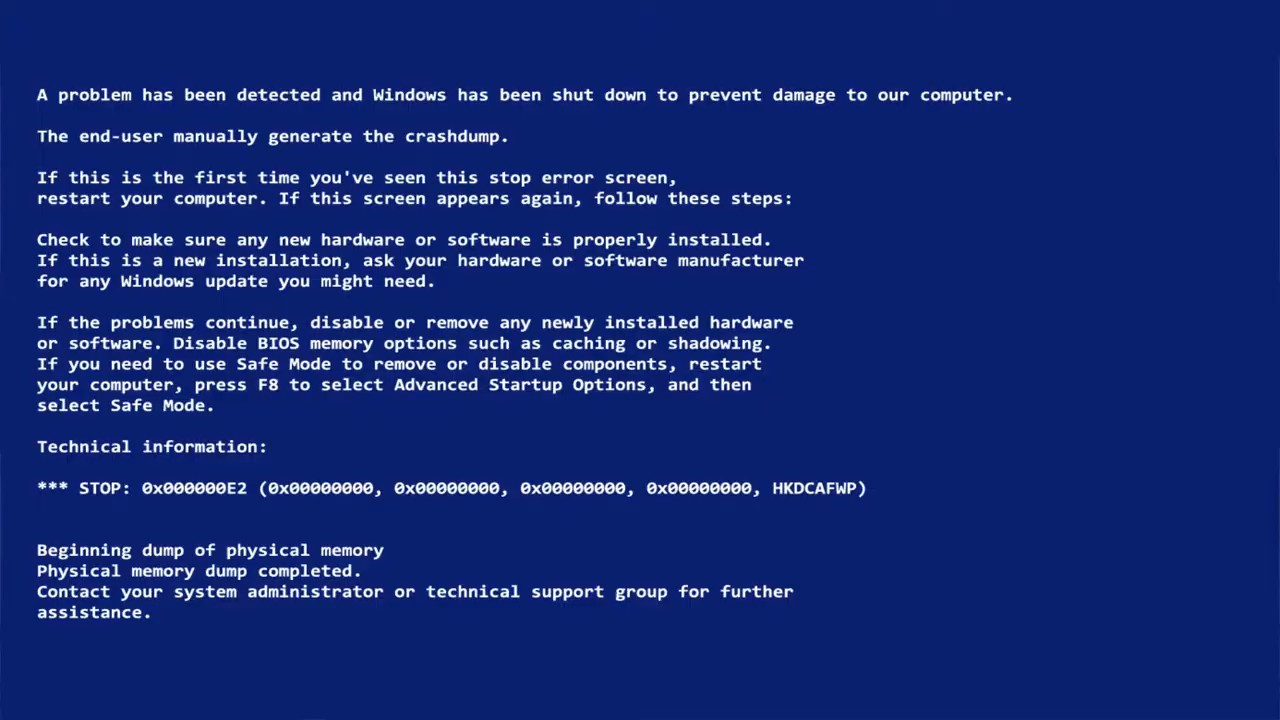 A problem has been detected and Windows has been shut down to prevent damage to our computer.
The end-user manually generate the crashdump.
If this is the first time you've seen this stop error screen,
restart your computer. If this screen appears again, follow these steps:
Check to make sure any new hardware or software is properly installed.
If this is a new installation, ask your hardware or software manufacturer
for any Windows update you might need.
If the problems continue, disable or remove any newly installed hardware
or software. Disable BIOS memory options such as caching or shadowing.
If you need to use Safe Mode to remove or disable components, restart
your computer, press F8 to select Advanced Startup Options, and then
select Safe Mode.
Technical information:
*** STOP: 0x000000E2 (0x00000000, 0x00000000, 0x00000000, 0x00000000, HKDCAFWP)
Beginning dump of physical memory
Physical memory dump completed.
Contact your system administrator or technical support group for further
assistance.